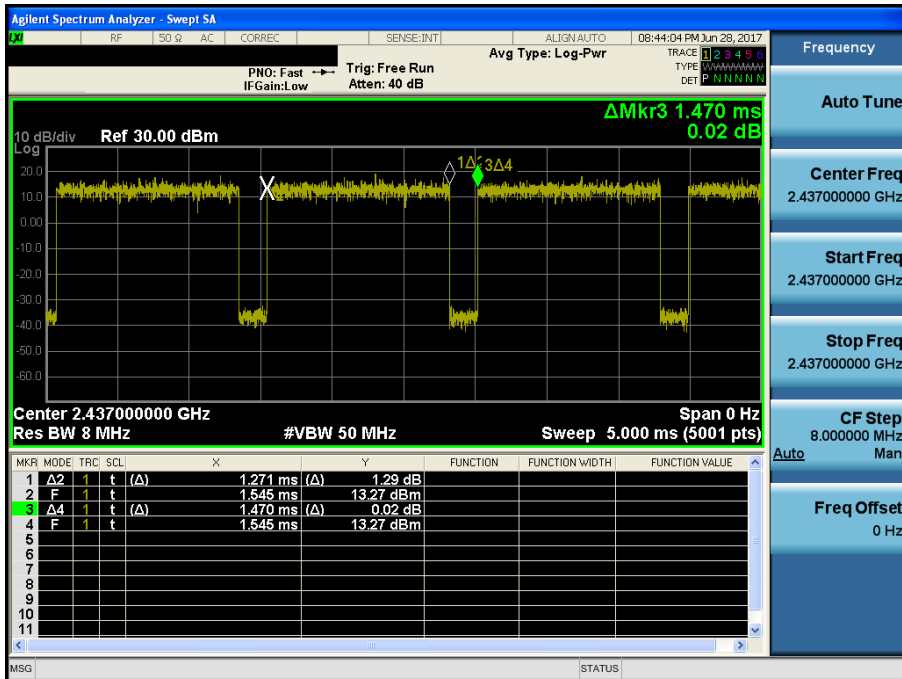 Agilent Spectrum Analyzer - Swept SA
LXI RF 50 Ω AC CORREC SENSE:INT ALIGN AUTO 08:44:04 PM Jun 28, 2017
Avg Type: Log-Pwr TRACE 1 2 3 4 5 6
PNO: Fast Trig: Free Run TYPE WWWWWW
IFGain:Low Atten: 40 dB DET P N N N N N
ΔMkr3 1.470 ms
10 dB/div Ref 30.00 dBm 0.02 dB
Log
20.0
10.0
0.00
-10.0
-20.0
-30.0
-40.0
-50.0
-60.0
3Δ4
Center 2.437000000 GHz Span 0 Hz
Res BW 8 MHz #VBW 50 MHz Sweep 5.000 ms (5001 pts)
MKR MODE TRC SCL X Y FUNCTION FUNCTION WIDTH FUNCTION VALUE
1 Δ2 1 t (Δ) 1.271 ms (Δ) 1.29 dB
2 F 1 t 1.545 ms 13.27 dBm
3 Δ4 1 t (Δ) 1.470 ms (Δ) 0.02 dB
4 F 1 t 1.545 ms 13.27 dBm
5
6
7
8
9
10
11
MSG STATUS
Frequency
Auto Tune
Center Freq
2.437000000 GHz
Start Freq
2.437000000 GHz
Stop Freq
2.437000000 GHz
CF Step
8.000000 MHz
Auto Man
Freq Offset
0 Hz